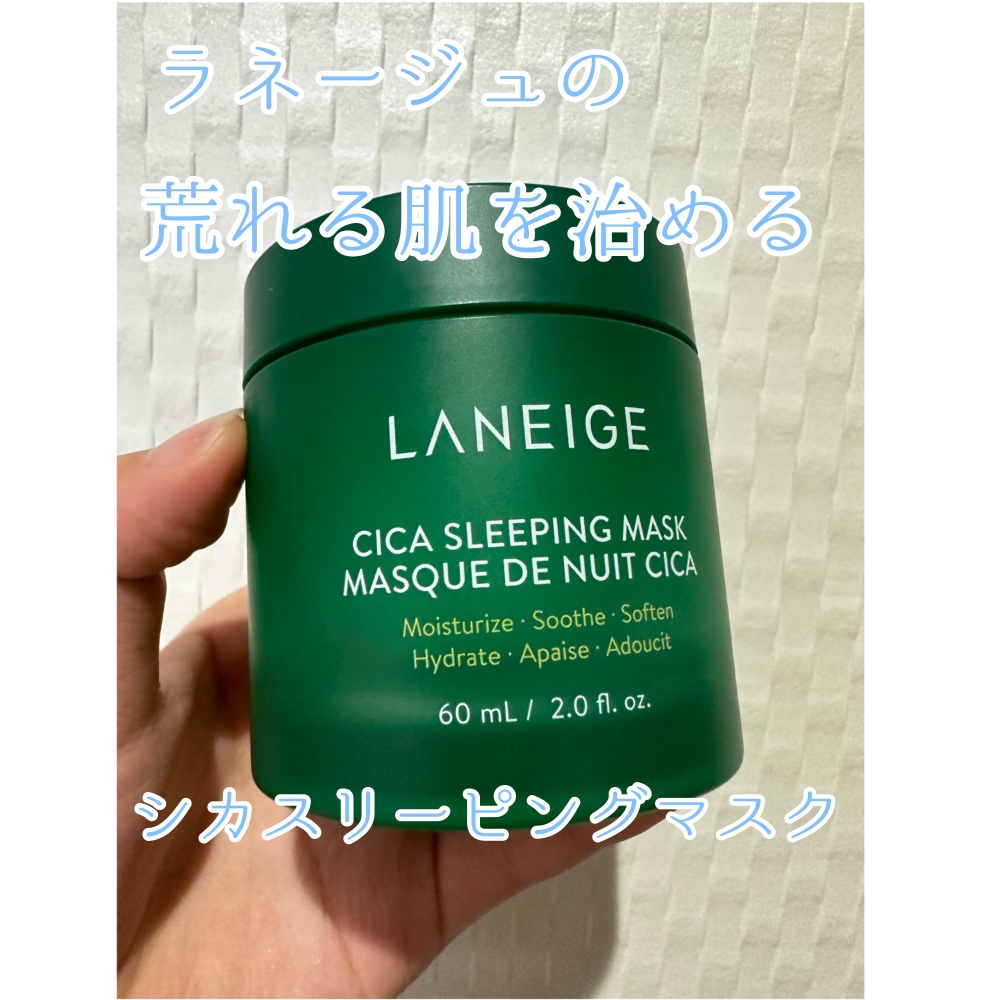 ラネージュの
荒れる肌を治める
LANEIGE
CICA SLEEPING MASK
MASQUE DE NUIT CICA
Moisturize · Soothe · Soften
Hydrate · Apaise · Adoucit
60 mL / 2.0 fl. oz.
シカスリーピングマスク